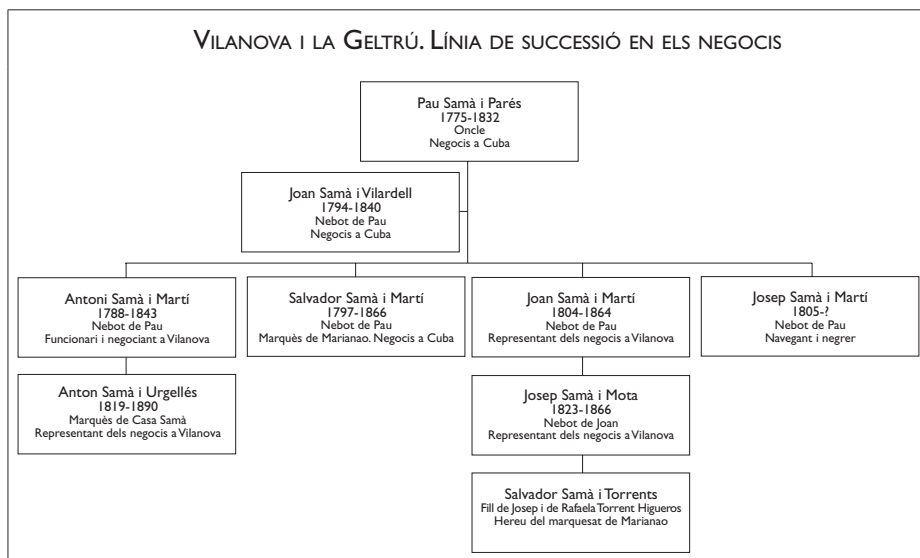 VILANOVA I LA GELTRÚ. LÍNIA DE SUCCESSIÓ EN ELS NEGOCIS
Pau Samà i Parés
1775-1832
Oncle
Negocis a Cuba
Joan Samà i Vilardell
1794-1840
Nebot de Pau
Negocis a Cuba
Antoni Samà i Martí
1788-1843
Nebot de Pau
Funcionari i negociant a Vilanova
Salvador Samà i Martí
1797-1866
Nebot de Pau
Marquès de Marianao. Negocis a Cuba
Joan Samà i Martí
1804-1864
Nebot de Pau
Representant dels negocis a Vilanova
Josep Samà i Martí
1805-?
Nebot de Pau
Navegant i negrer
Anton Samà i Urgellés
1819-1890
Marquès de Casa Samà
Representant dels negocis a Vilanova
Josep Samà i Mota
1823-1866
Nebot de Joan
Representant dels negocis a Vilanova
Salvador Samà i Torrents
Fill de Josep i de Rafaela Torrent Higueros
Hereu del marquesat de Marianao